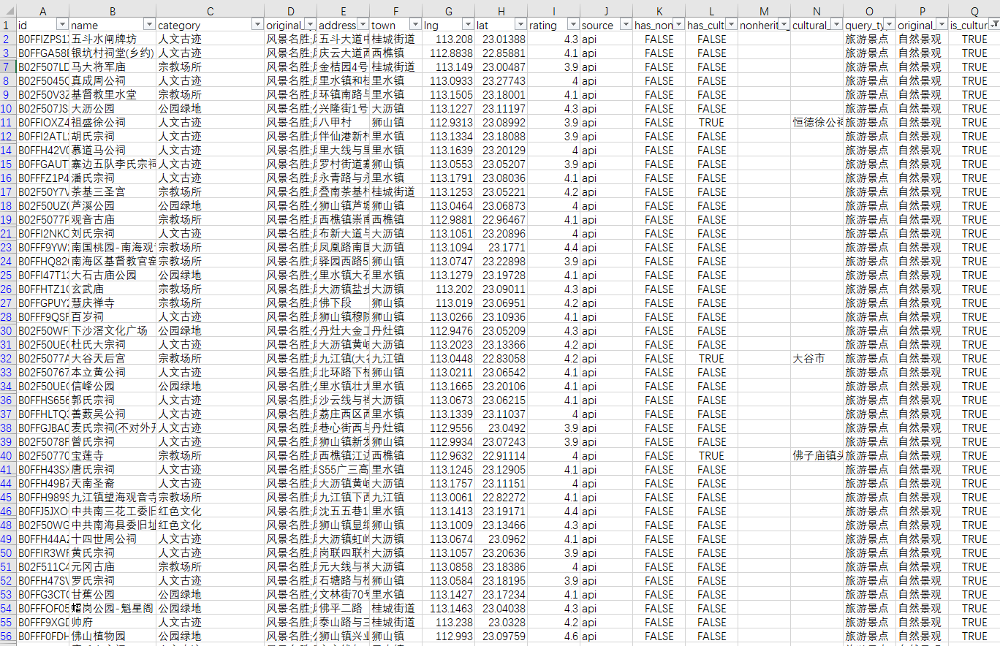 A B C D E F G H I J K L M N O P Q
1 id name category original_ address town lng lat rating source has_non has_cult nonherit cultural_ query_ty original_ is_cultur
2 B0FFIZPS1 五斗水闸牌坊 人文古迹 风景名胜; 五斗大道 桂城街道 113.208 23.01388 4.3 api FALSE FALSE 旅游景点 自然景观 TRUE
3 B0FFGA58 银坑村祠堂(乡约) 人文古迹 风景名胜; 庆云大道西 西樵镇 112.8838 22.85881 4.1 api FALSE FALSE 旅游景点 自然景观 TRUE
7 B02F507LD 马大将军庙 宗教场所 风景名胜; 金桔园4号 桂城街道 113.149 23.00487 3.9 api FALSE FALSE 旅游景点 自然景观 TRUE
8 B02F5045 真成周公祠 人文古迹 风景名胜; 里水镇和 里水镇 113.0933 23.27743 4 api FALSE FALSE 旅游景点 自然景观 TRUE
9 B02F50V3Z 基督教里水堂 宗教场所 风景名胜; 环镇南路与 里水镇 113.1505 23.18001 4.1 api FALSE FALSE 旅游景点 自然景观 TRUE
10 B02F507JS 大沥公园 公园绿地 风景名胜; 兴隆街1号 大沥镇 113.1227 23.11197 4.3 api FALSE FALSE 旅游景点 自然景观 TRUE
11 B0FFIOXZ4 祖盛徐公祠 人文古迹 风景名胜; 八甲村 狮山镇 112.9313 23.08992 3.9 api FALSE TRUE 恒德徐公祠 旅游景点 自然景观 TRUE
12 B0FFI2ATL 胡氏宗祠 人文古迹 风景名胜; 伴仙港新村 里水镇 113.1334 23.18088 3.9 api FALSE FALSE 旅游景点 自然景观 TRUE
14 B0FFH42V 慕道马公祠 人文古迹 风景名胜; 里大线与里 里水镇 113.1639 23.20129 4 api FALSE FALSE 旅游景点 自然景观 TRUE
15 B0FFGAUT 寨边五队李氏宗祠 人文古迹 风景名胜; 罗村街道寨 狮山镇 113.0553 23.05207 3.9 api FALSE FALSE 旅游景点 自然景观 TRUE
16 B0FFFZ1P4 潘氏宗祠 人文古迹 风景名胜; 永青路与永 里水镇 113.1791 23.08036 4.1 api FALSE FALSE 旅游景点 自然景观 TRUE
17 B02F50Y7V 茶基三圣宫 宗教场所 风景名胜; 叠南茶基村 桂城街道 113.1253 23.05221 4.2 api FALSE FALSE 旅游景点 自然景观 TRUE
18 B02F50UZ 芦溪公园 公园绿地 风景名胜; 狮山镇芦塘 狮山镇 113.0464 23.06873 4 api FALSE FALSE 旅游景点 自然景观 TRUE
19 B02F5077F 观音古庙 宗教场所 风景名胜; 西樵镇崇南 西樵镇 112.9881 22.96467 4.1 api FALSE FALSE 旅游景点 自然景观 TRUE
21 B0FFI2NKC 刘氏宗祠 人文古迹 风景名胜; 布新大道与 大沥镇 113.1051 23.20896 4 api FALSE FALSE 旅游景点 自然景观 TRUE
23 B0FFF9YW 南国桃园-南海观 宗教场所 风景名胜; 凤凰路南国 大沥镇 113.1094 23.1771 4.4 api FALSE FALSE 旅游景点 自然景观 TRUE
24 B0FFHQ82 南海区基督教官窑 宗教场所 风景名胜; 驿园西路5 狮山镇 113.0747 23.22898 3.9 api FALSE FALSE 旅游景点 自然景观 TRUE
25 B0FFI47T1 大石古庙公园 公园绿地 风景名胜; 里水镇大石 里水镇 113.1279 23.19728 4.1 api FALSE FALSE 旅游景点 自然景观 TRUE
26 B0FFHTZ1 玄武庙 宗教场所 风景名胜; 大沥镇盐步 大沥镇 113.202 23.09011 4.3 api FALSE FALSE 旅游景点 自然景观 TRUE
27 B0FFGPUY 慧庆禅寺 宗教场所 风景名胜; 佛下段 狮山镇 113.019 23.06951 4.2 api FALSE FALSE 旅游景点 自然景观 TRUE
28 B0FFF9QSF 百岁祠 人文古迹 风景名胜; 狮山镇穆院 狮山镇 113.0266 23.10936 4.1 api FALSE FALSE 旅游景点 自然景观 TRUE
30 B02F50WF 下沙滘文化广场 公园绿地 风景名胜; 丹灶大金工 丹灶镇 112.9476 23.05209 4.3 api FALSE FALSE 旅游景点 自然景观 TRUE
31 B02F50UE 杜氏大宗祠 人文古迹 风景名胜; 大沥镇黄岐 大沥镇 113.2023 23.13366 4.2 api FALSE FALSE 旅游景点 自然景观 TRUE
32 B02F5077A 大谷天后宫 宗教场所 风景名胜; 九江镇(大谷 九江镇 113.0448 22.83058 4.2 api FALSE TRUE 大谷市 旅游景点 自然景观 TRUE
33 B02F50767 本立黄公祠 人文古迹 风景名胜; 北环路下柏 狮山镇 113.0211 23.06542 4.1 api FALSE FALSE 旅游景点 自然景观 TRUE
34 B02F50UE 信峰公园 公园绿地 风景名胜; 里水镇壮大 里水镇 113.1665 23.20106 4.1 api FALSE FALSE 旅游景点 自然景观 TRUE
36 B0FFHS656 郭氏宗祠 人文古迹 风景名胜; 沙云线与禅 大沥镇 113.0673 23.06215 4.1 api FALSE FALSE 旅游景点 自然景观 TRUE
37 B0FFHLTQ 善薮吴公祠 人文古迹 风景名胜; 荔庄西区西 里水镇 113.1339 23.11037 4 api FALSE FALSE 旅游景点 自然景观 TRUE
38 B0FFGJBA0 麦氏宗祠(不对外开 人文古迹 风景名胜; 巷心街西与 丹灶镇 112.9556 23.0492 3.9 api FALSE FALSE 旅游景点 自然景观 TRUE
39 B02F5078F 曾氏宗祠 人文古迹 风景名胜; 狮山镇新发 狮山镇 112.9934 23.07243 3.9 api FALSE FALSE 旅游景点 自然景观 TRUE
40 B02F50770 宝莲寺 宗教场所 风景名胜; 西樵镇江边 西樵镇 112.9632 22.91114 4 api FALSE TRUE 佛子庙镇头 旅游景点 自然景观 TRUE
41 B0FFH43SX 唐氏宗祠 人文古迹 风景名胜; S55广三高 里水镇 113.1245 23.12905 4.1 api FALSE FALSE 旅游景点 自然景观 TRUE
44 B0FFH49B7 天南圣裔 人文古迹 风景名胜; 大沥镇黄岐 大沥镇 113.1757 23.11151 4 api FALSE FALSE 旅游景点 自然景观 TRUE
45 B0FFH989S 九江镇望海观音寺 宗教场所 风景名胜; 九江镇下西 九江镇 113.0061 22.82272 4.1 api FALSE FALSE 旅游景点 自然景观 TRUE
46 B0FFJ5JXO 中共南三花工委旧 红色文化 风景名胜; 沈五五巷1 里水镇 113.1413 23.19171 4.4 api FALSE FALSE 旅游景点 自然景观 TRUE
48 B02F50WG 中共南海县委旧址 红色文化 风景名胜; 狮山镇显纲 狮山镇 113.1009 23.13466 4.3 api FALSE FALSE 旅游景点 自然景观 TRUE
49 B0FFH44AZ 十四世周公祠 人文古迹 风景名胜; 大沥镇虹岭 大沥镇 113.0674 23.0962 4.1 api FALSE FALSE 旅游景点 自然景观 TRUE
50 B0FFIR3WF 黄氏宗祠 人文古迹 风景名胜; 岗联四联村 大沥镇 113.1057 23.20636 3.9 api FALSE FALSE 旅游景点 自然景观 TRUE
51 B02F511C4 元冈古庙 宗教场所 风景名胜; 元大线与禅 大沥镇 113.0858 23.18386 4 api FALSE FALSE 旅游景点 自然景观 TRUE
52 B0FFH47SV 罗氏宗祠 人文古迹 风景名胜; 石塘路与松 狮山镇 113.0584 23.18195 3.9 api FALSE FALSE 旅游景点 自然景观 TRUE
53 B0FFG3CT 甘蕉公园 公园绿地 风景名胜; 文林街70号 里水镇 113.1427 23.17234 4.1 api FALSE FALSE 旅游景点 自然景观 TRUE
54 B0FFFOF05 𧒽岗公园-魁星阁 公园绿地 风景名胜; 佛平二路 桂城街道 113.1463 23.04038 4.3 api FALSE FALSE 旅游景点 自然景观 TRUE
55 B0FFF9XGD 帅府 人文古迹 风景名胜; 泰山路与三 桂城街道 113.238 23.0328 4.2 api FALSE FALSE 旅游景点 自然景观 TRUE
56 B0FFF0FDH 佛山植物园 公园绿地 风景名胜; 狮山镇兴业 狮山镇 112.993 23.09759 4.6 api FALSE FALSE 旅游景点 自然景观 TRUE